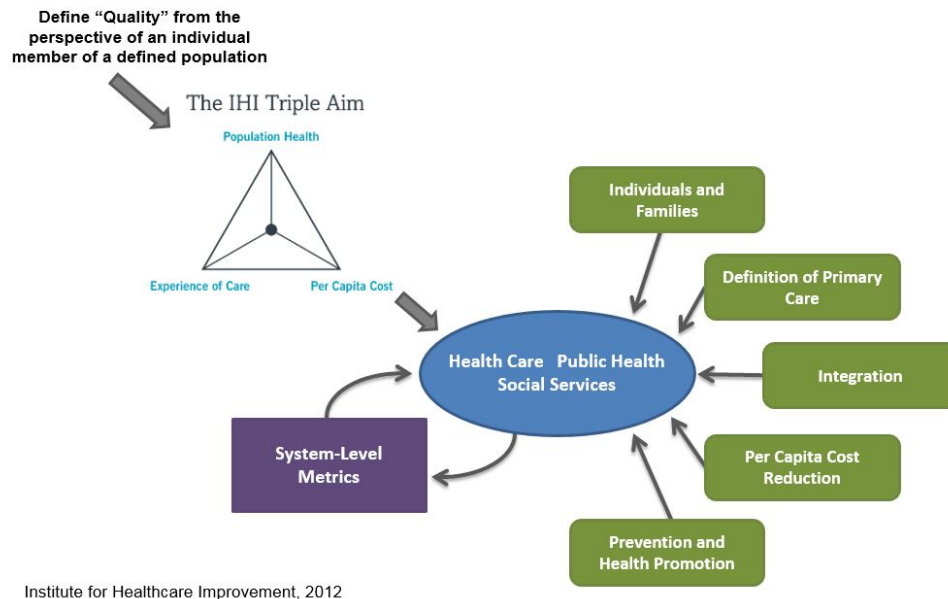 Define “Quality” from the
perspective of an individual
member of a defined population
The IHI Triple Aim
Population Health
Experience of Care
Per Capita Cost
Individuals and
Families
Definition of Primary
Care
Health Care   Public Health
Social Services
Integration
System-Level
Metrics
Per Capita Cost
Reduction
Prevention and
Health Promotion
Institute for Healthcare Improvement, 2012